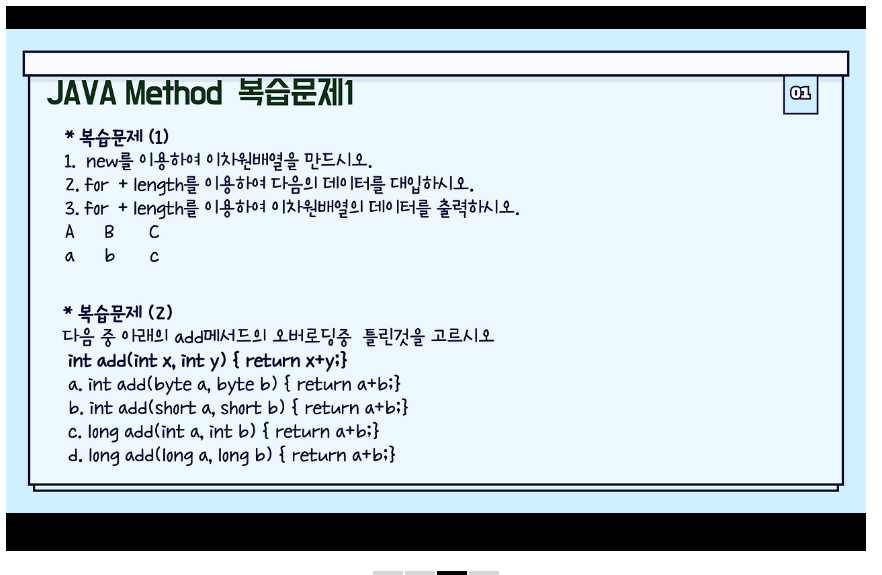 JAVA Method 복습문제1
01
* 복습문제 (1)
1. new를 이용하여 이차원배열을 만드시오.
2. for + length를 이용하여 다음의 데이터를 대입하시오.
3. for + length를 이용하여 이차원배열의 데이터를 출력하시오.
A B C
a b c
* 복습문제 (2)
다음 중 아래의 add메서드의 오버로딩중 틀린것을 고르시오
int add(int x, int y) { return x+y;}
a. int add(byte a, byte b) { return a+b;}
b. int add(short a, short b) { return a+b;}
c. long add(int a, int b) { return a+b;}
d. long add(long a, long b) { return a+b;}